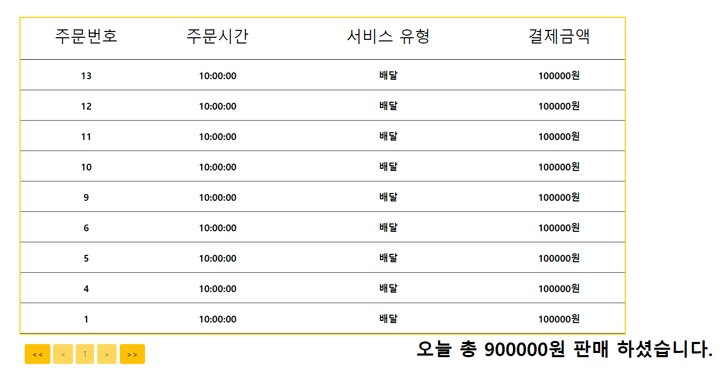 주문번호 주문시간 서비스 유형 결제금액
13 10:00:00 배달 100000원
12 10:00:00 배달 100000원
11 10:00:00 배달 100000원
10 10:00:00 배달 100000원
9 10:00:00 배달 100000원
6 10:00:00 배달 100000원
5 10:00:00 배달 100000원
4 10:00:00 배달 100000원
1 10:00:00 배달 100000원
<< < 1 > >> 오늘 총 900000원 판매 하셨습니다.